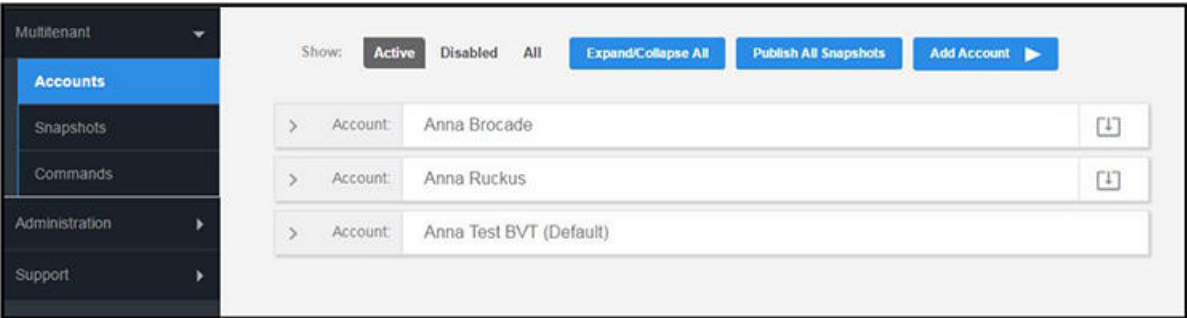 Multitenant
Accounts
Snapshots
Commands
Administration
Support
Show: Active Disabled All Expand/Collapse All Publish All Snapshots Add Account
Account: Anna Brocade
Account: Anna Ruckus
Account: Anna Test BVT (Default)